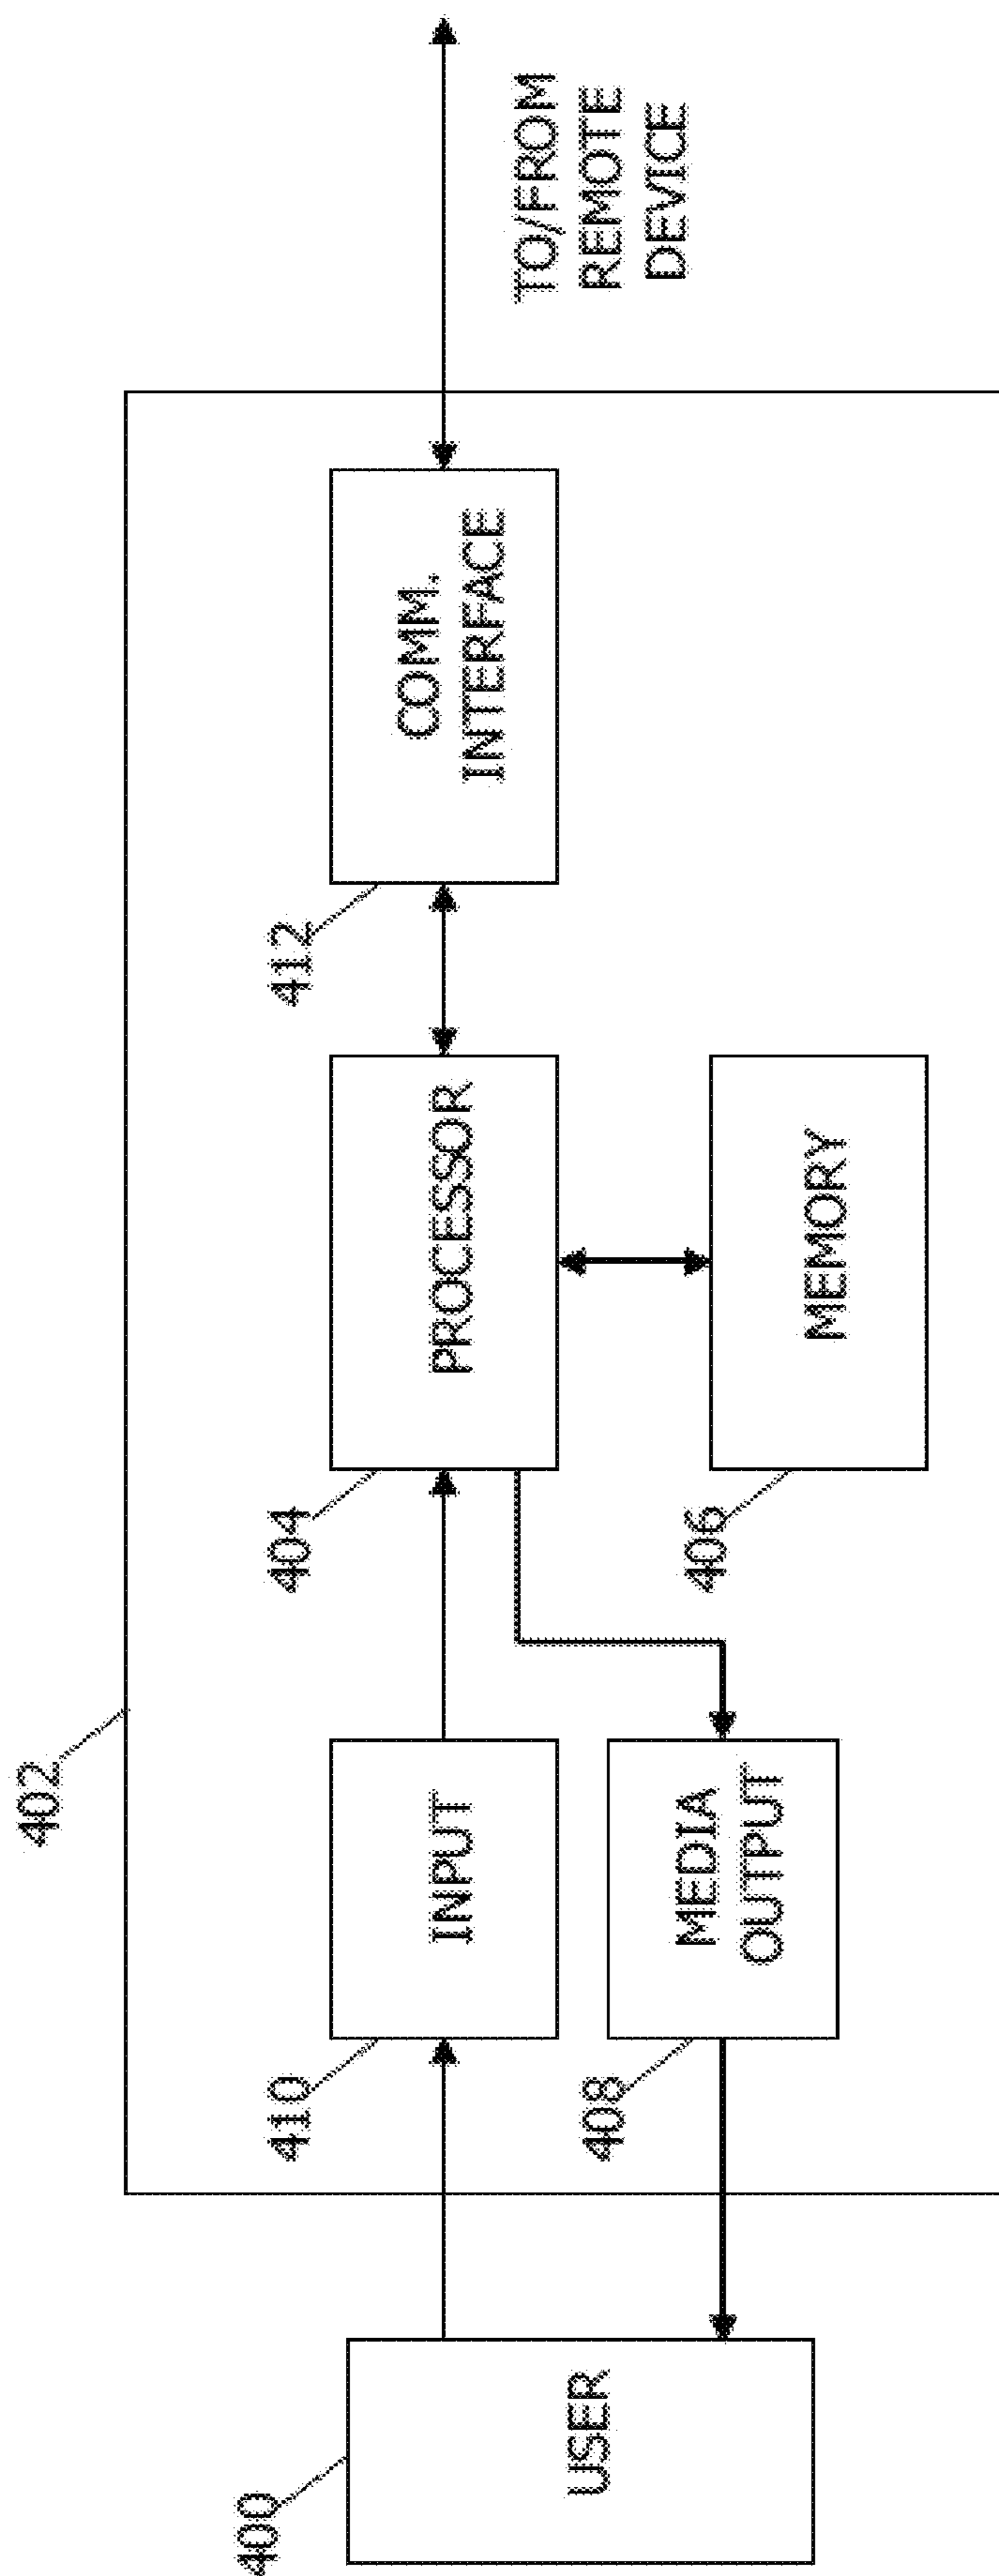 402
400
USER
410
INPUT
408
MEDIA
OUTPUT
404
PROCESSOR
406
MEMORY
412
COMM.
INTERFACE
TO/FROM
REMOTE
DEVICE